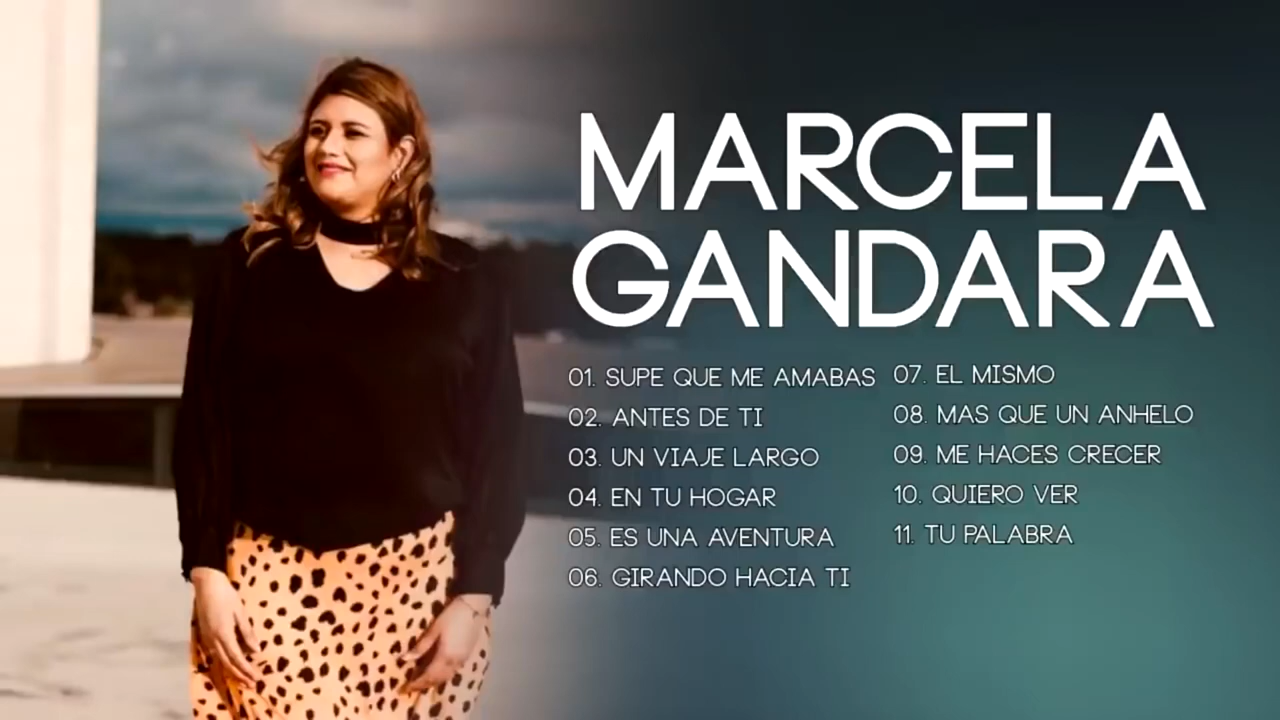 MARCELA
GANDARA
01. SUPE QUE ME AMABAS
02. ANTES DE TI
03. UN VIAJE LARGO
04. EN TU HOGAR
05. ES UNA AVENTURA
06. GIRANDO HACIA TI
07. EL MISMO
08. MAS QUE UN ANHELO
09. ME HACES CRECER
10. QUIERO VER
11. TU PALABRA